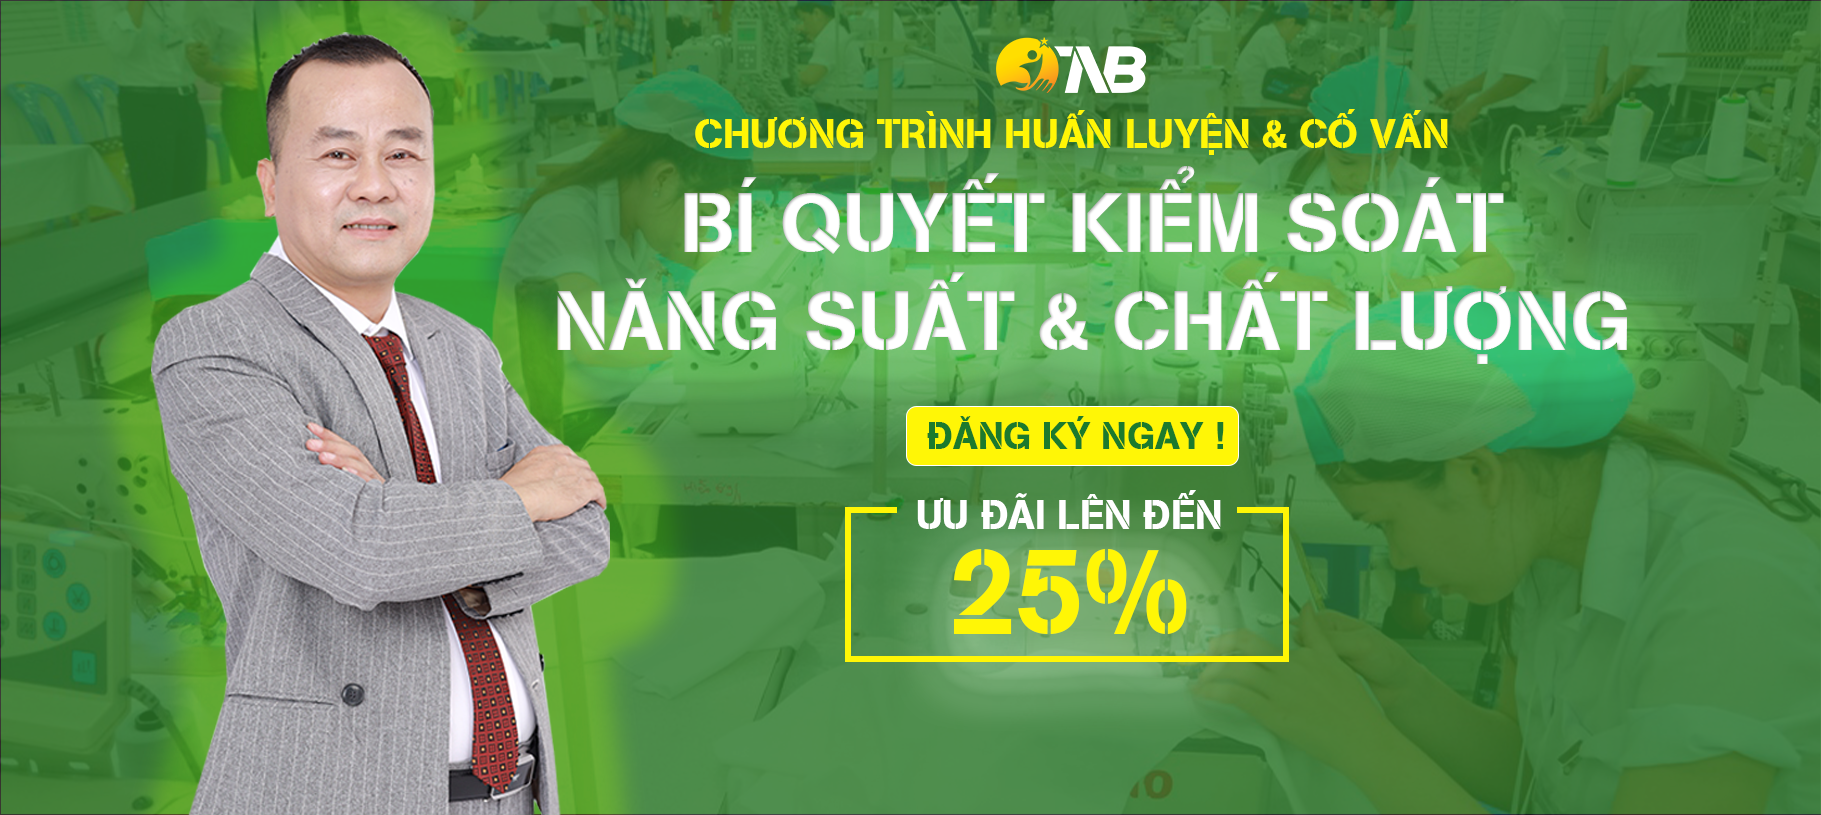 TAB
CHƯƠNG TRÌNH HUẤN LUYỆN & CỐ VẤN
BÍ QUYẾT KIỂM SOÁT
NĂNG SUẤT & CHẤT LƯỢNG
ĐĂNG KÝ NGAY !
ƯU ĐÃI LÊN ĐẾN
25%